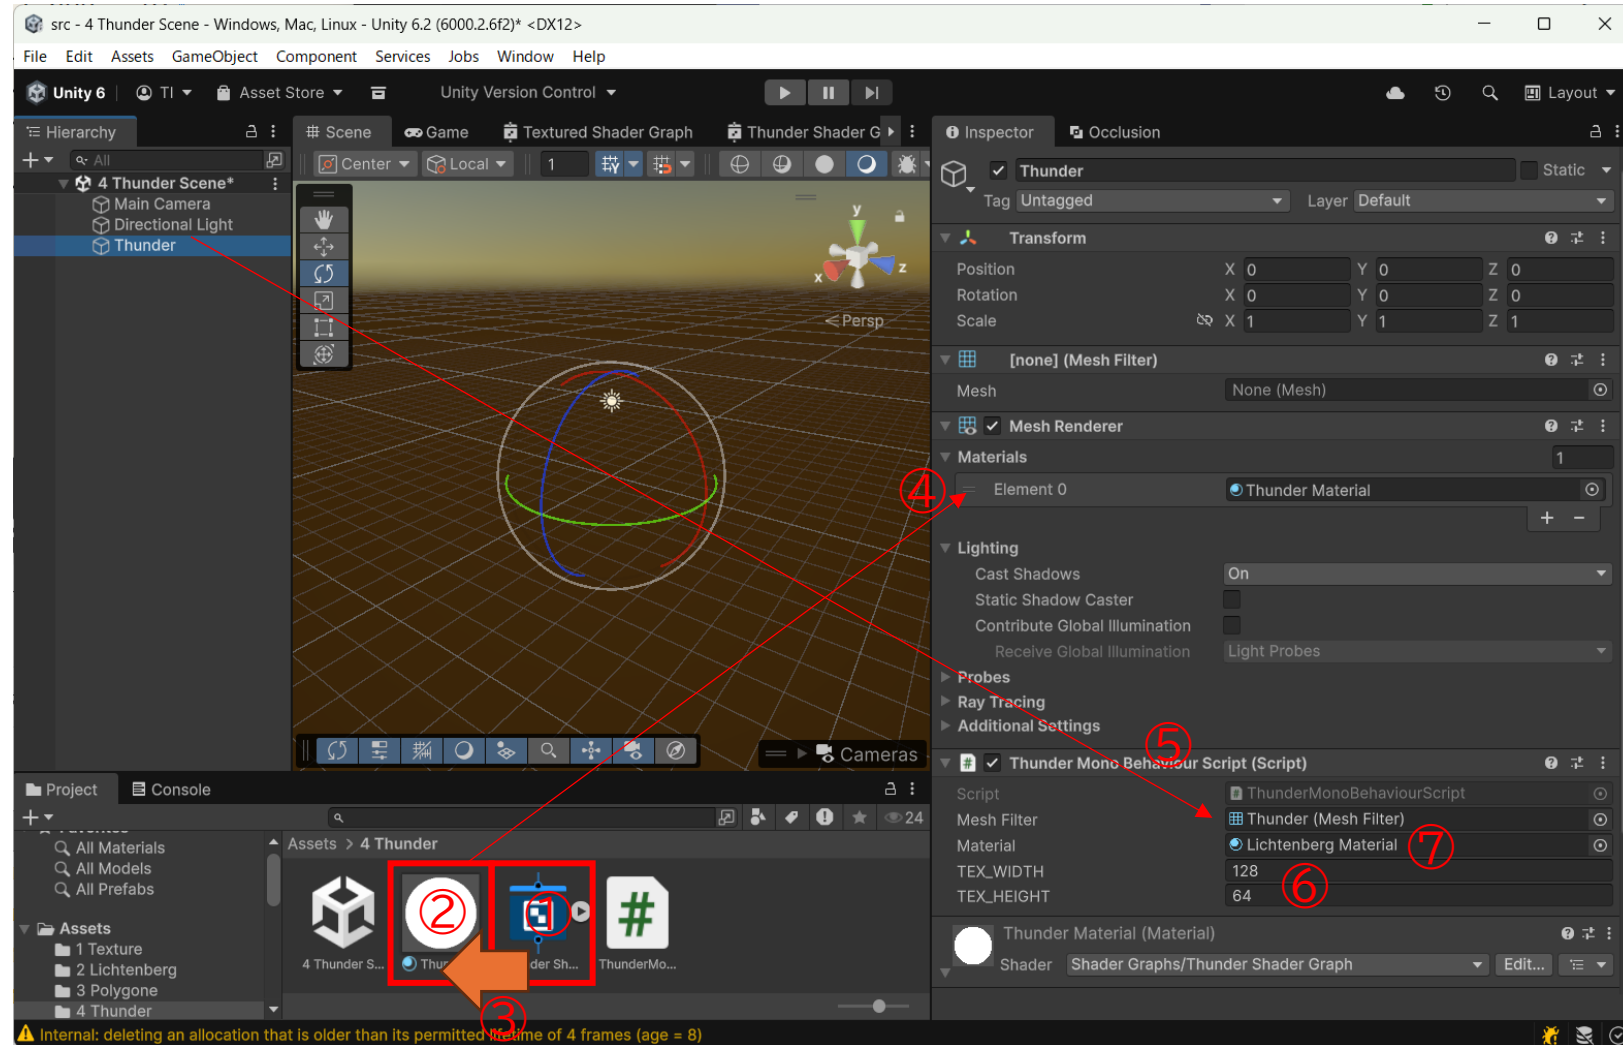 src - 4 Thunder Scene - Windows, Mac, Linux - Unity 6.2 (6000.2.6f2)* <DX12>
File Edit Assets GameObject Component Services Jobs Window Help
Unity 6 TI Asset Store Unity Version Control Layout
Hierarchy
All
4 Thunder Scene*
Main Camera
Directional Light
Thunder
Scene Game Textured Shader Graph Thunder Shader G
Center Local 1
y
x z
Persp
Cameras
Inspector Occlusion
Thunder Static
Tag Untagged Layer Default
Transform
Position X 0 Y 0 Z 0
Rotation X 0 Y 0 Z 0
Scale X 1 Y 1 Z 1
[none] (Mesh Filter)
Mesh None (Mesh)
Mesh Renderer
Materials 1
④ Element 0 Thunder Material
Lighting
Cast Shadows On
Static Shadow Caster
Contribute Global Illumination
Receive Global Illumination Light Probes
Probes
Ray Tracing
Additional Settings
⑤
Thunder Mono Behaviour Script (Script)
Script ThunderMonoBehaviourScript
Mesh Filter Thunder (Mesh Filter)
Material Lichtenberg Material ⑦
TEX_WIDTH 128
⑥
TEX_HEIGHT 64
Thunder Material (Material)
Shader Shader Graphs/Thunder Shader Graph Edit...
Project Console
24
All Materials
All Models
All Prefabs
Assets
1 Texture
2 Lichtenberg
3 Polygone
4 Thunder
Assets > 4 Thunder
② ①
4 Thunder S... ThunderMo...
③
Internal: deleting an allocation that is older than its permitted lifetime of 4 frames (age = 8)